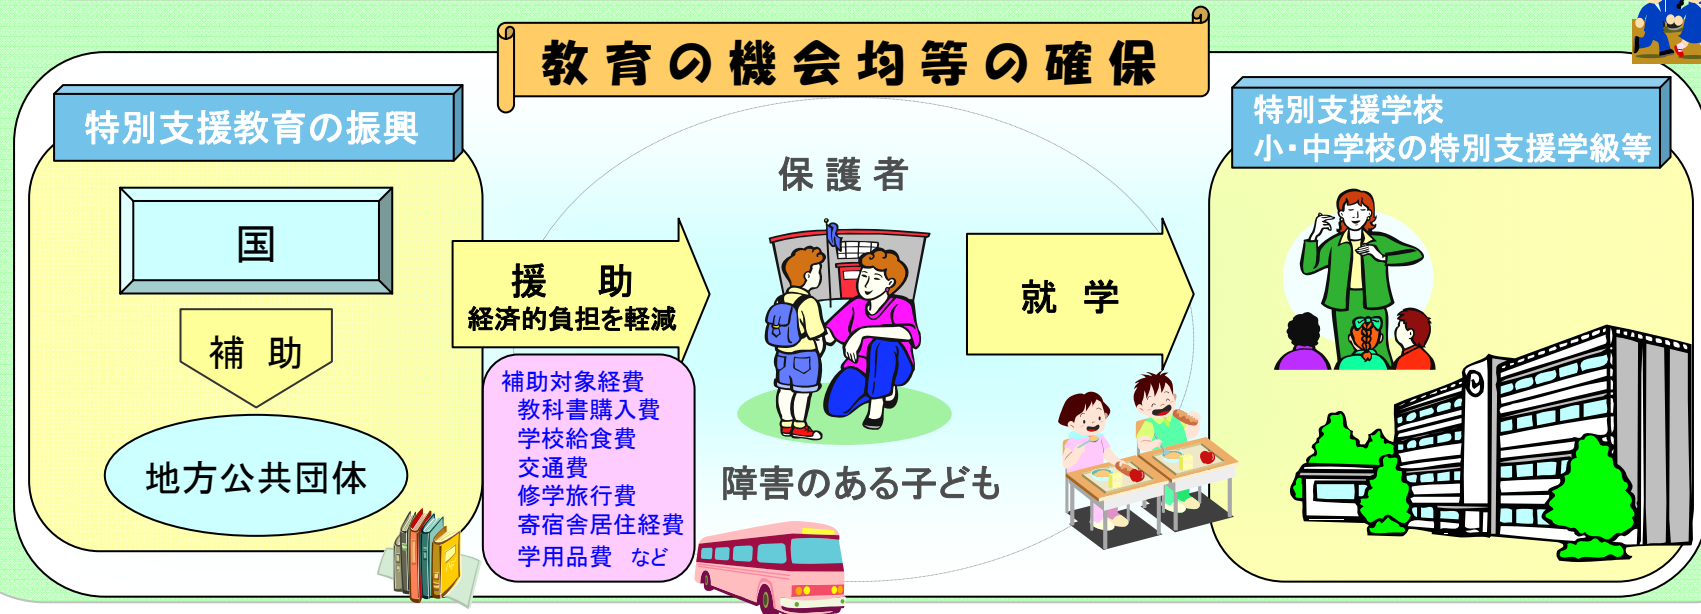 教育の機会均等の確保
特別支援教育の振興
国
補助
地方公共団体
援助
経済的負担を軽減
補助対象経費
教科書購入費
学校給食費
交通費
修学旅行費
寄宿舎居住経費
学用品費 など
保護者
障害のある子ども
就学
特別支援学校
小・中学校の特別支援学級等